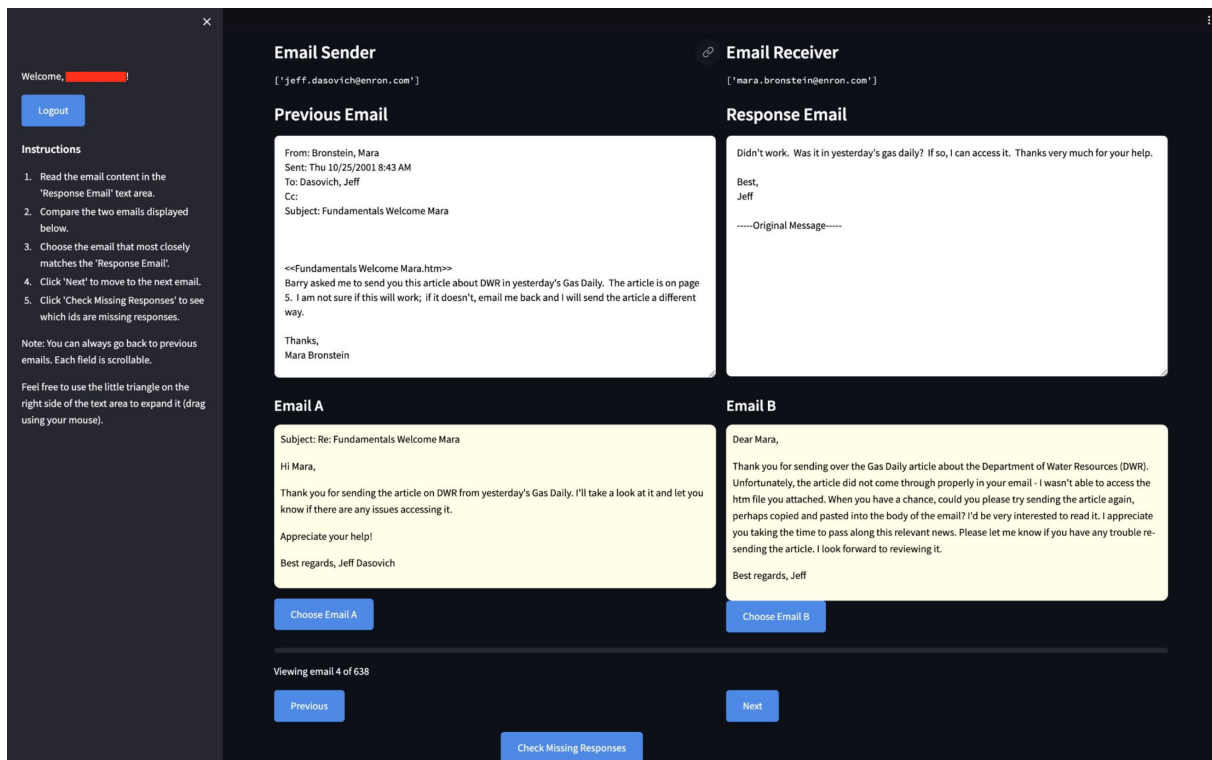 ×
Welcome, !
Logout
Instructions
1. Read the email content in the
'Response Email' text area.
2. Compare the two emails displayed
below.
3. Choose the email that most closely
matches the 'Response Email'.
4. Click 'Next' to move to the next email.
5. Click 'Check Missing Responses' to see
which ids are missing responses.
Note: You can always go back to previous
emails. Each field is scrollable.
Feel free to use the little triangle on the
right side of the text area to expand it (drag
using your mouse).
Email Sender
['jeff.dasovich@enron.com']
Previous Email
From: Bronstein, Mara
Sent: Thu 10/25/2001 8:43 AM
To: Dasovich, Jeff
Cc:
Subject: Fundamentals Welcome Mara
<<Fundamentals Welcome Mara.htm>>
Barry asked me to send you this article about DWR in yesterday's Gas Daily. The article is on page
5. I am not sure if this will work; if it doesn't, email me back and I will send the article a different
way.
Thanks,
Mara Bronstein
Email Receiver
['mara.bronstein@enron.com']
Response Email
Didn't work. Was it in yesterday's gas daily? If so, I can access it. Thanks very much for your help.
Best,
Jeff
-----Original Message-----
Email A
Subject: Re: Fundamentals Welcome Mara
Hi Mara,
Thank you for sending the article on DWR from yesterday's Gas Daily. I'll take a look at it and let you
know if there are any issues accessing it.
Appreciate your help!
Best regards, Jeff Dasovich
Choose Email A
Email B
Dear Mara,
Thank you for sending over the Gas Daily article about the Department of Water Resources (DWR).
Unfortunately, the article did not come through properly in your email - I wasn't able to access the
htm file you attached. When you have a chance, could you please try sending the article again,
perhaps copied and pasted into the body of the email? I'd be very interested to read it. I appreciate
you taking the time to pass along this relevant news. Please let me know if you have any trouble re-
sending the article. I look forward to reviewing it.
Best regards, Jeff
Choose Email B
Viewing email 4 of 638
Previous
Next
Check Missing Responses